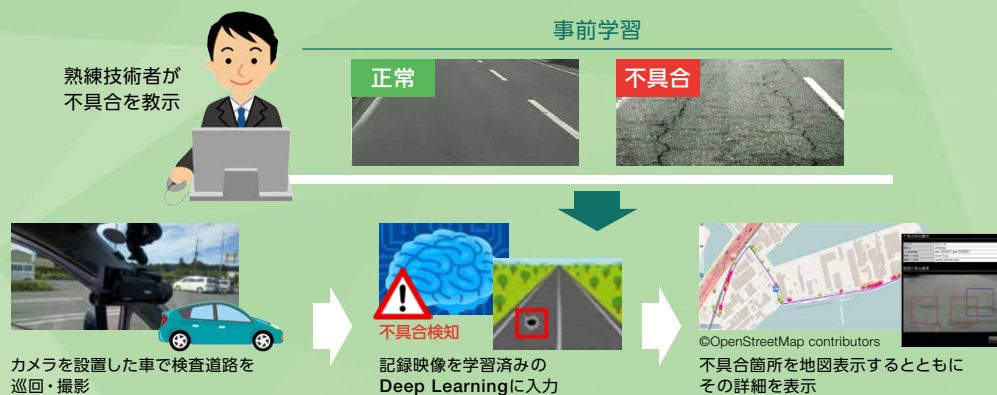 事前学習
熟練技術者が
不具合を教示
正常
不具合
不具合検知
©OpenStreetMap contributors
カメラを設置した車で検査道路を
巡回・撮影
記録映像を学習済みの
Deep Learningに入力
不具合箇所を地図表示するとともに
その詳細を表示